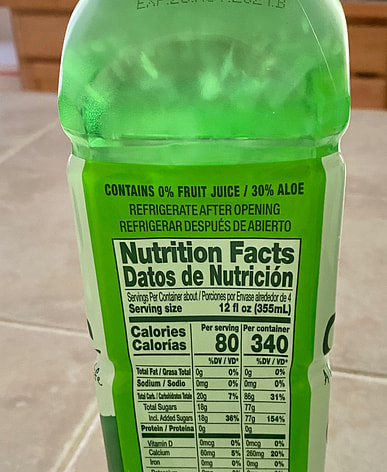 CONTAINS 0% FRUIT JUICE / 30% ALOE
REFRIGERATE AFTER OPENING
REFRIGERAR DESPUÉS DE ABIERTO
Nutrition Facts
Datos de Nutrición
Servings Per Container about / Porciones por Envase alrededor de 4
Serving size 12 fl oz (355mL)
Calories Calorías Per serving 80 Per container 340
%DV / VD* %DV / VD*
Total Fat / Grasa Total 0g 0% 0g 0%
Sodium / Sodio 0mg 0% 0mg 0%
Total Carb. / Carbohidratos Totales 20g 7% 86g 31%
Total Sugars 18g 77g
Incl. Added Sugars 18g 36% 77g 154%
Protein / Proteína 0g 0g
Vitamin D 0mcg 0% 0mcg 0%
Calcium 60mg 5% 260mg 20%
Iron 0mg 0% 0mg 0%